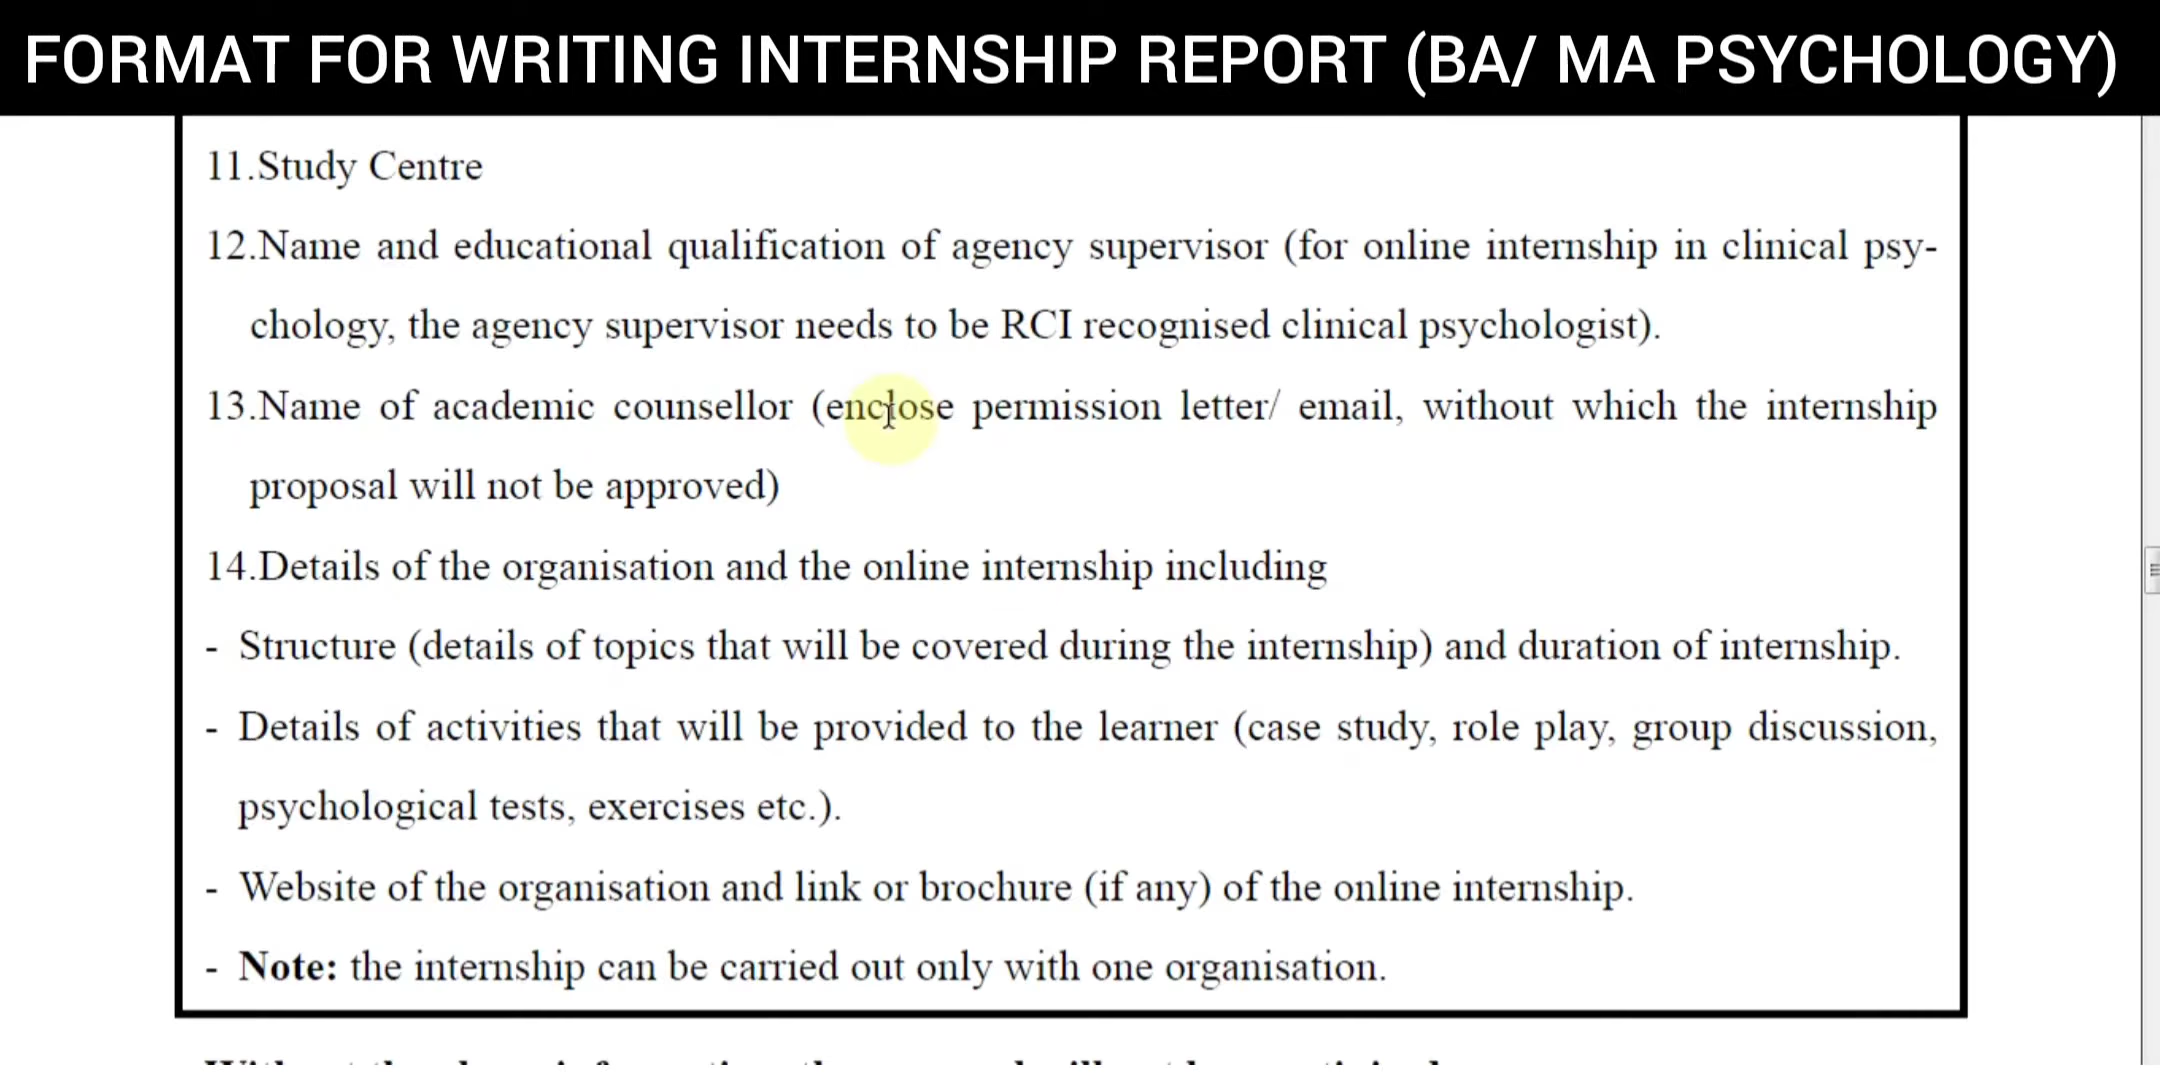 FORMAT FOR WRITING INTERNSHIP REPORT (BA/ MA PSYCHOLOGY)
11.Study Centre
12.Name and educational qualification of agency supervisor (for online internship in clinical psy-
chology, the agency supervisor needs to be RCI recognised clinical psychologist).
13.Name of academic counsellor (enclose permission letter/ email, without which the internship
proposal will not be approved)
14.Details of the organisation and the online internship including
- Structure (details of topics that will be covered during the internship) and duration of internship.
- Details of activities that will be provided to the learner (case study, role play, group discussion,
psychological tests, exercises etc.).
- Website of the organisation and link or brochure (if any) of the online internship.
- Note: the internship can be carried out only with one organisation.